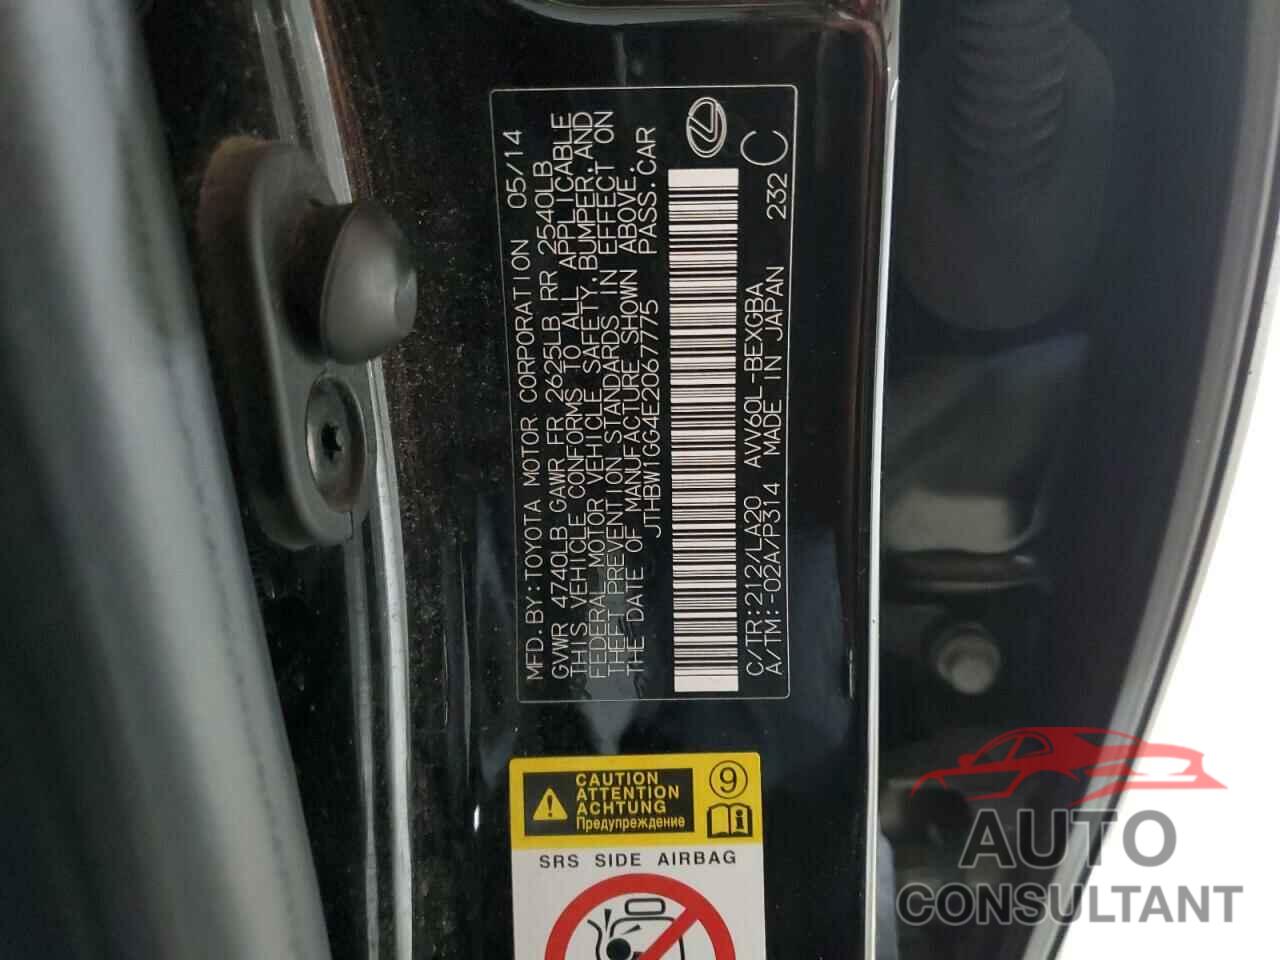 MFD.BY:TOYOTA MOTOR CORPORATION 05/14
GVWR 4740LB GAWR FR 2625LB RR 2540LB
THIS VEHICLE CONFORMS TO ALL APPLICABLE
FEDERAL MOTOR VEHICLE SAFETY,BUMPER,AND
THEFT PREVENTION STANDARDS IN EFFECT ON
THE DATE OF MANUFACTURE SHOWN ABOVE.
JTHBW1GG4E2067775 PASS.CAR
C/TR:212/LA20 AVV60L-BEXGBA C
A/TM:-02A/P314 MADE IN JAPAN 232
CAUTION
ATTENTION
ACHTUNG
Предупреждение
9
SRS SIDE AIRBAG
AUTO
CONSULTANT